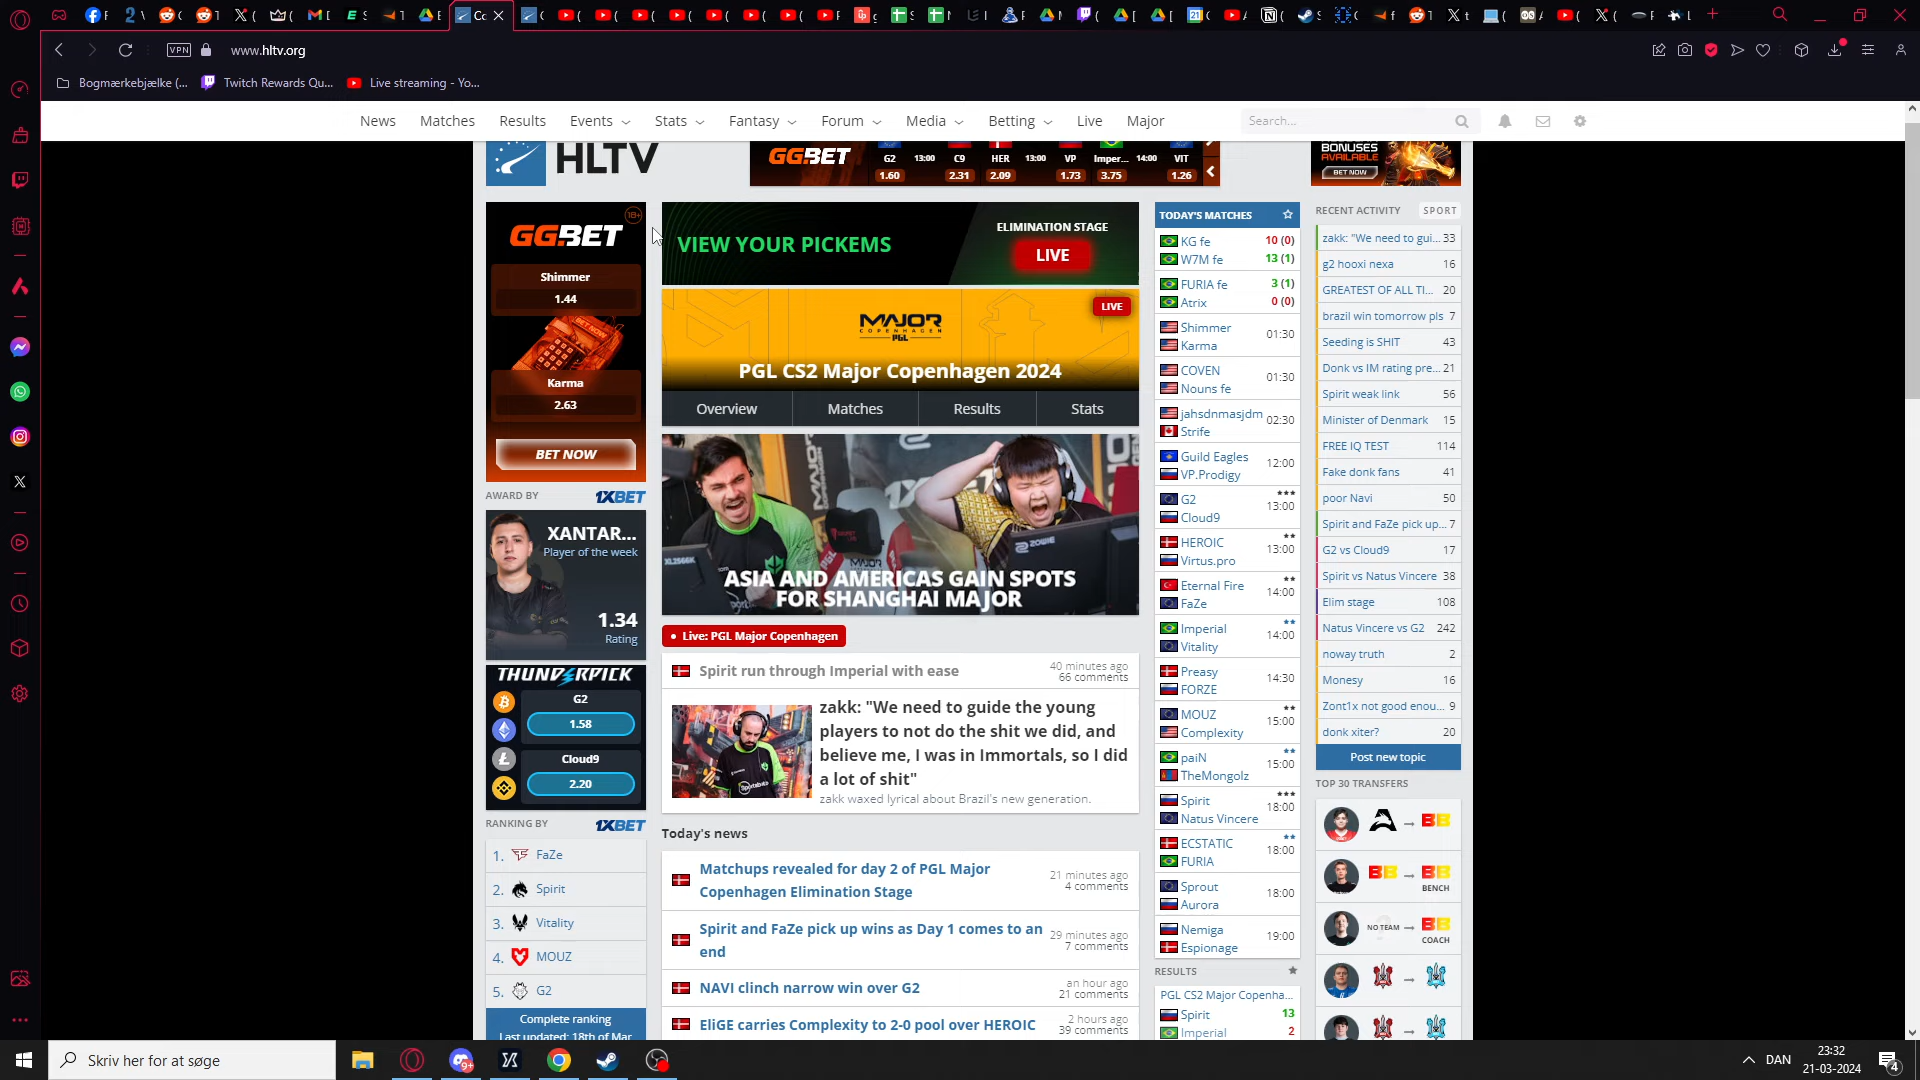 VPN
www.hltv.org
Bogmærkebjælke (...
Twitch Rewards Qu...
Live streaming - Yo...
News
Matches
Results
Events
Stats
Fantasy
Forum
Media
Betting
Live
Major
Search...
HLTV
GG.BET
G2 13:00 C9 HER 13:00 VP Imper... 14:00 VIT
1.60 2.31 2.09 1.73 3.75 1.26
BONUSES
AVAILABLE
BET NOW
18+
GG.BET
Shimmer
1.44
BET NOW
Karma
2.63
BET NOW
AWARD BY 1XBET
XANTAR...
Player of the week
1.34
Rating
THUNDERPICK
G2
1.58
Cloud9
2.20
RANKING BY 1XBET
1. FaZe
2. Spirit
3. Vitality
4. MOUZ
5. G2
Complete ranking
Last updated: 18th of Mar
VIEW YOUR PICKEMS
ELIMINATION STAGE
LIVE
LIVE
MAJOR
COPENHAGEN
PGL
PGL CS2 Major Copenhagen 2024
Overview
Matches
Results
Stats
1XBET
ZOWIE
XL2566K
ASIA AND AMERICAS GAIN SPOTS
FOR SHANGHAI MAJOR
Live: PGL Major Copenhagen
Spirit run through Imperial with ease
40 minutes ago
66 comments
zakk: "We need to guide the young
players to not do the shit we did, and
believe me, I was in Immortals, so I did
a lot of shit"
zakk waxed lyrical about Brazil's new generation.
Today's news
Matchups revealed for day 2 of PGL Major
Copenhagen Elimination Stage
21 minutes ago
4 comments
Spirit and FaZe pick up wins as Day 1 comes to an
end
29 minutes ago
7 comments
NAVI clinch narrow win over G2
an hour ago
21 comments
EliGE carries Complexity to 2-0 pool over HEROIC
2 hours ago
39 comments
TODAY'S MATCHES
KG fe 10 (0)
W7M fe 13 (1)
FURIA fe 3 (1)
Atrix 0 (0)
Shimmer
Karma
01:30
COVEN
Nouns fe
01:30
jahsdnmasjdm
Strife
02:30
Guild Eagles
VP.Prodigy
12:00
G2
Cloud9
13:00
HEROIC
Virtus.pro
13:00
Eternal Fire
FaZe
14:00
Imperial
Vitality
14:00
Preasy
FORZE
14:30
MOUZ
Complexity
15:00
paiN
TheMongolz
15:00
Spirit
Natus Vincere
18:00
ECSTATIC
FURIA
18:00
Sprout
Aurora
18:00
Nemiga
Espionage
19:00
RESULTS
PGL CS2 Major Copenha...
Spirit 13
Imperial 2
RECENT ACTIVITY SPORT
zakk: "We need to gui... 33
g2 hooxi nexa 16
GREATEST OF ALL TI... 20
brazil win tomorrow pls 7
Seeding is SHIT 43
Donk vs IM rating pre... 21
Spirit weak link 56
Minister of Denmark 15
FREE IQ TEST 114
Fake donk fans 41
poor Navi 50
Spirit and FaZe pick up... 7
G2 vs Cloud9 17
Spirit vs Natus Vincere 38
Elim stage 108
Natus Vincere vs G2 242
noway truth 2
Monesy 16
Zont1x not good enou... 9
donk xiter? 20
Post new topic
TOP 30 TRANSFERS
BENCH
NO TEAM
COACH
Skriv her for at søge
9+
DAN
23:32
21-03-2024
4